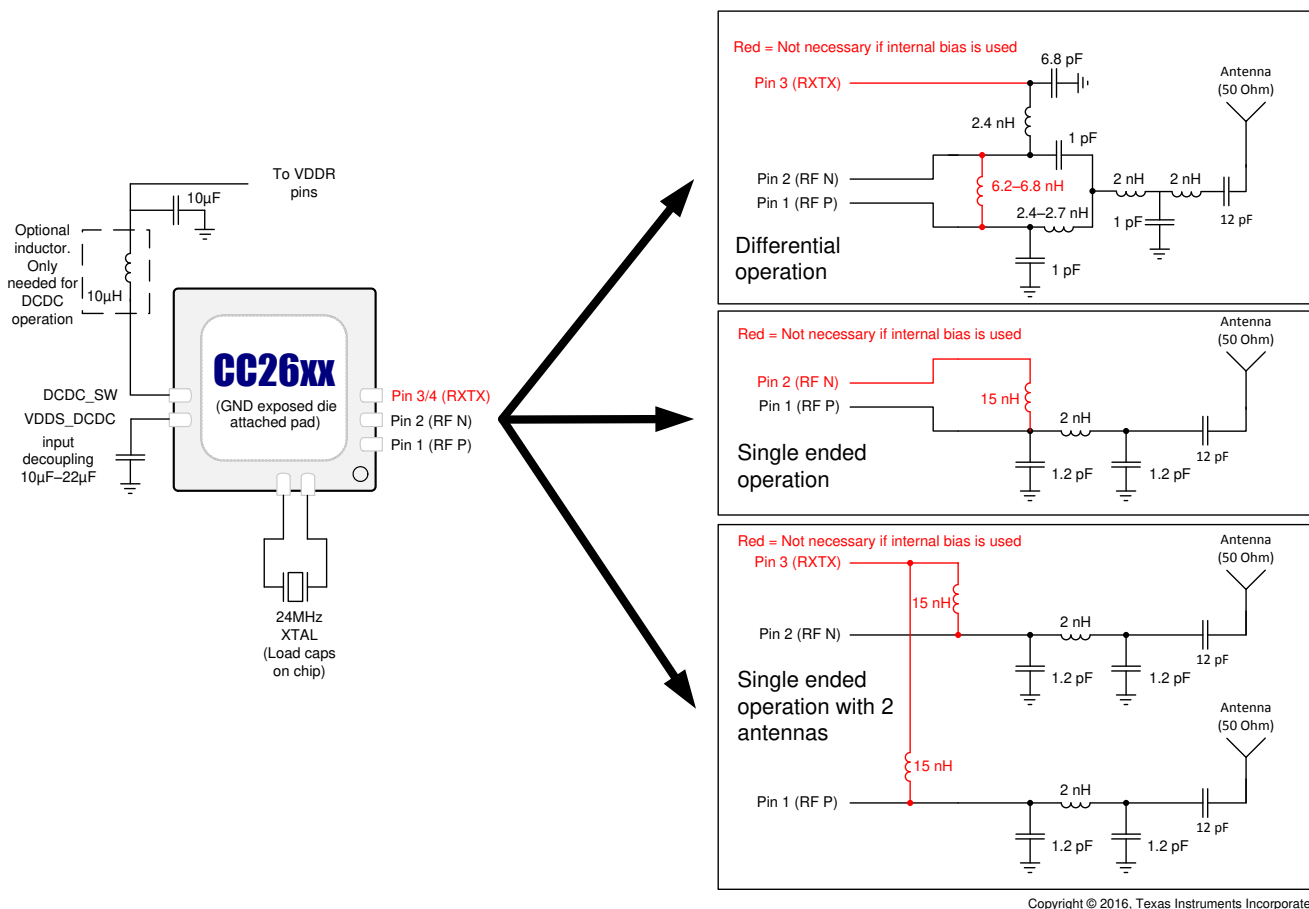 To VDDR
pins
10µF
Optional
inductor.
Only
needed for
DCDC
operation
10µH
CC26xx
(GND exposed die
attached pad)
DCDC_SW
VDDS_DCDC
input
decoupling
10µF–22µF
Pin 3/4 (RXTX)
Pin 2 (RF N)
Pin 1 (RF P)
24MHz
XTAL
(Load caps
on chip)
Red = Not necessary if internal bias is used
Pin 3 (RXTX)
6.8 pF
Antenna
(50 Ohm)
2.4 nH
1 pF
Pin 2 (RF N)
Pin 1 (RF P)
6.2–6.8 nH
2 nH
2 nH
2.4–2.7 nH
1 pF
12 pF
1 pF
Differential
operation
Red = Not necessary if internal bias is used
Antenna
(50 Ohm)
Pin 2 (RF N)
Pin 1 (RF P)
15 nH
2 nH
12 pF
1.2 pF
1.2 pF
Single ended
operation
Red = Not necessary if internal bias is used
Pin 3 (RXTX)
Antenna
(50 Ohm)
15 nH
Pin 2 (RF N)
2 nH
12 pF
1.2 pF
1.2 pF
Single ended
operation with 2
antennas
Antenna
(50 Ohm)
15 nH
Pin 1 (RF P)
2 nH
12 pF
1.2 pF
1.2 pF
Copyright © 2016, Texas Instruments Incorporate